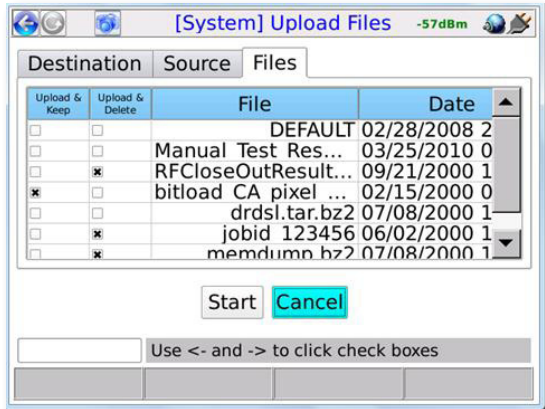 [System] Upload Files -57dBm
Destination Source Files
Upload & Keep Upload & Delete File Date
DEFAULT 02/28/2008 2
Manual Test Res... 03/25/2010 0
RFCloseOutResult... 09/21/2000 1
bitload CA pixel ... 02/15/2000 0
drdsl.tar.bz2 07/08/2000 1
jobid 123456 06/02/2000 1
memdump.bz2 07/08/2000 1
Start Cancel
Use <- and -> to click check boxes